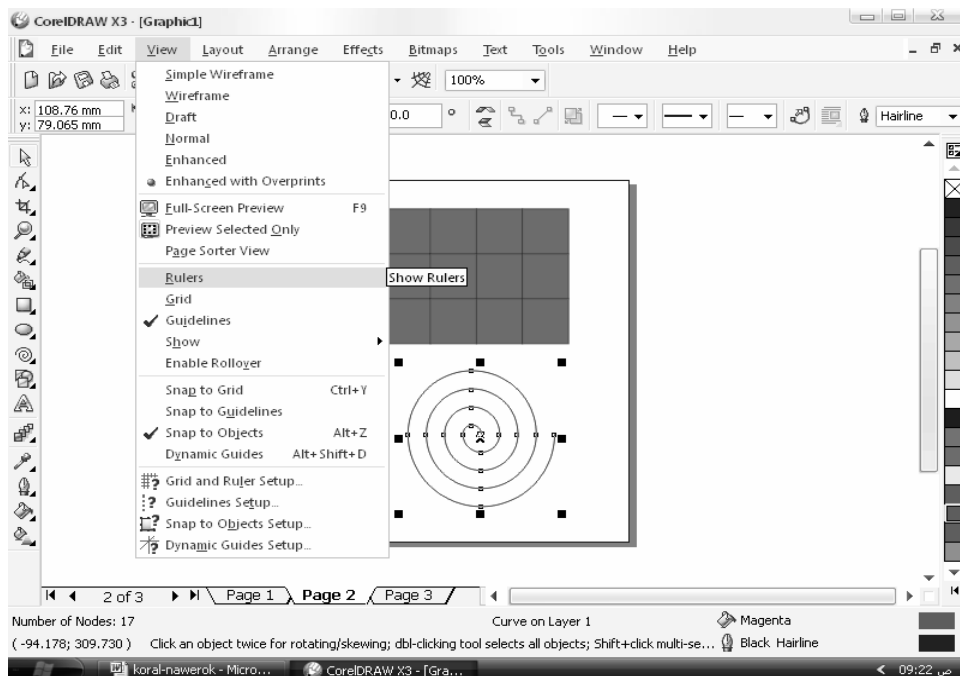 CorelDRAW X3 - [Graphic1]
File Edit View Layout Arrange Effects Bitmaps Text Tools Window Help
100%
x: 108.76 mm
y: 79.065 mm
0.0 °
Hairline
Simple Wireframe
Wireframe
Draft
Normal
Enhanced
Enhanced with Overprints
Full-Screen Preview F9
Preview Selected Only
Page Sorter View
Rulers
Show Rulers
Grid
Guidelines
Show
Enable Rollover
Snap to Grid Ctrl+Y
Snap to Guidelines
Snap to Objects Alt+Z
Dynamic Guides Alt+Shift+D
Grid and Ruler Setup...
Guidelines Setup...
Snap to Objects Setup...
Dynamic Guides Setup...
2 of 3 Page 1 Page 2 Page 3
Number of Nodes: 17 Curve on Layer 1 Magenta
( -94.178; 309.730 ) Click an object twice for rotating/skewing; dbl-clicking tool selects all objects; Shift+click multi-se... Black Hairline
koral-nawerok - Micro... CorelDRAW X3 - [Gra... 09:22 ص